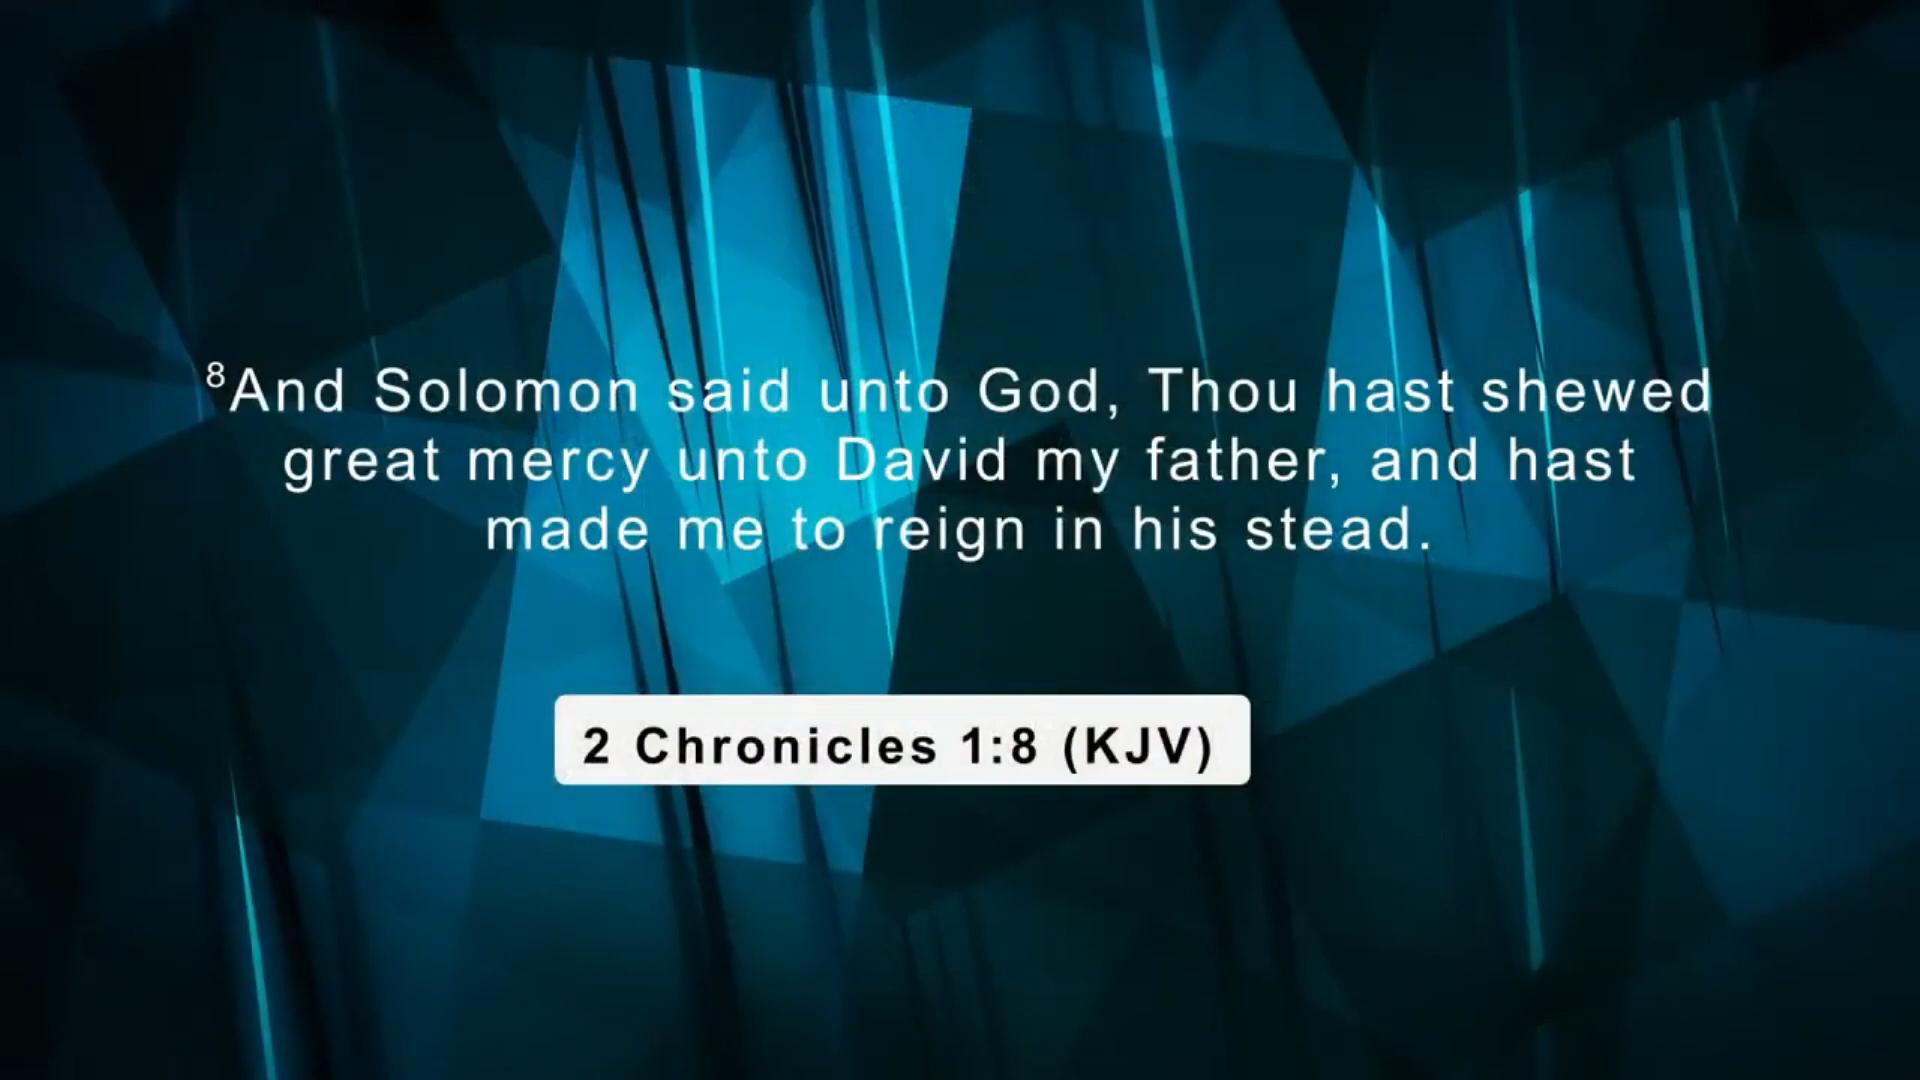 8And Solomon said unto God, Thou hast shewed
great mercy unto David my father, and hast
made me to reign in his stead.
2 Chronicles 1:8 (KJV)